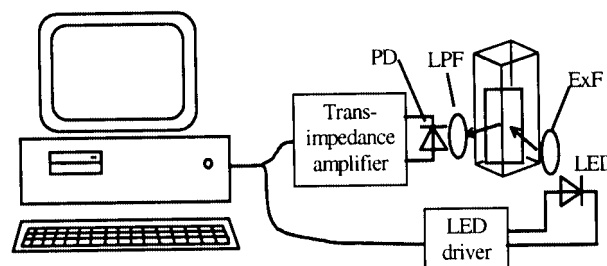 PD
LPF
ExF
Trans-
impedance
amplifier
LED
LED
driver